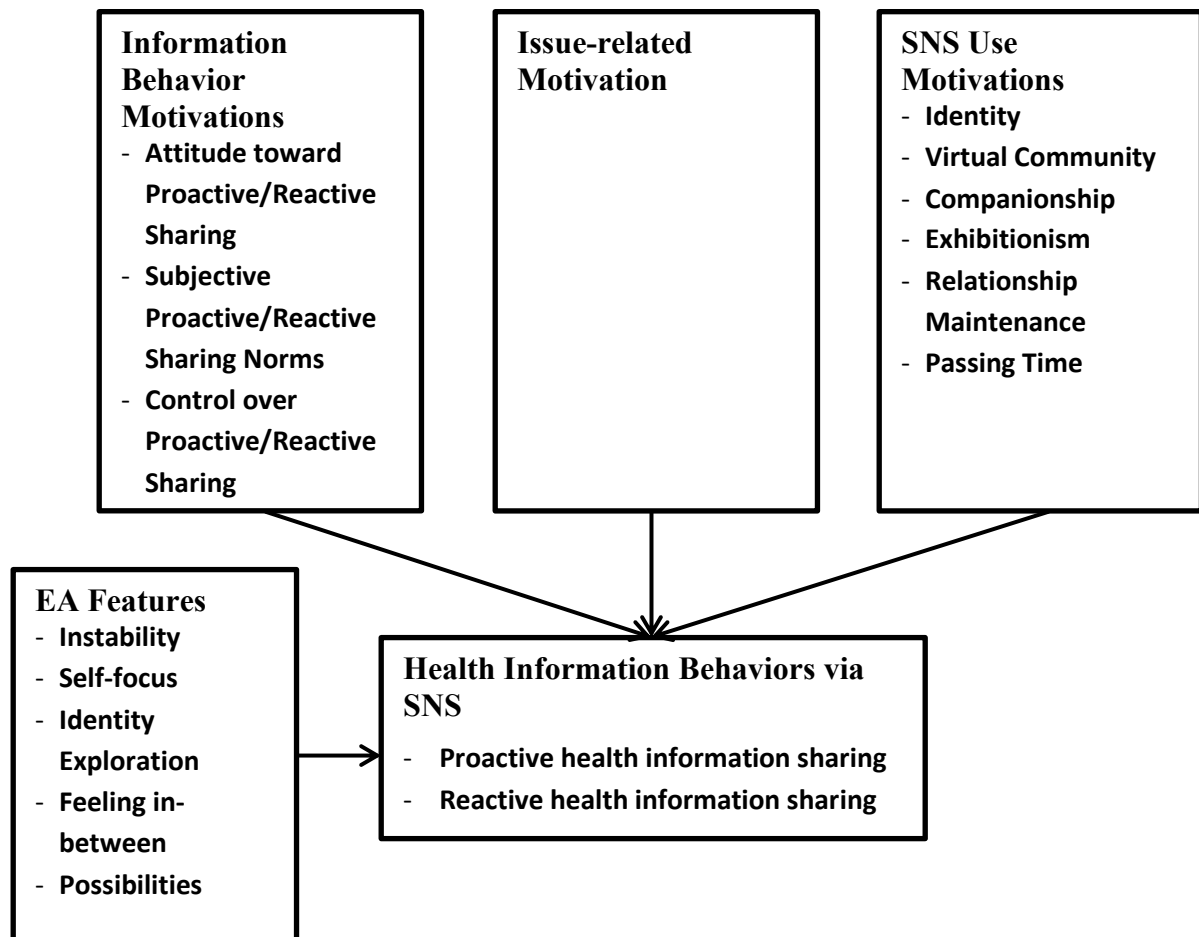 Information
Behavior
Motivations
- Attitude toward
Proactive/Reactive
Sharing
- Subjective
Proactive/Reactive
Sharing Norms
- Control over
Proactive/Reactive
Sharing
Issue-related
Motivation
SNS Use
Motivations
- Identity
- Virtual Community
- Companionship
- Exhibitionism
- Relationship
Maintenance
- Passing Time
EA Features
- Instability
- Self-focus
- Identity
Exploration
- Feeling in-
between
- Possibilities
Health Information Behaviors via
SNS
- Proactive health information sharing
- Reactive health information sharing